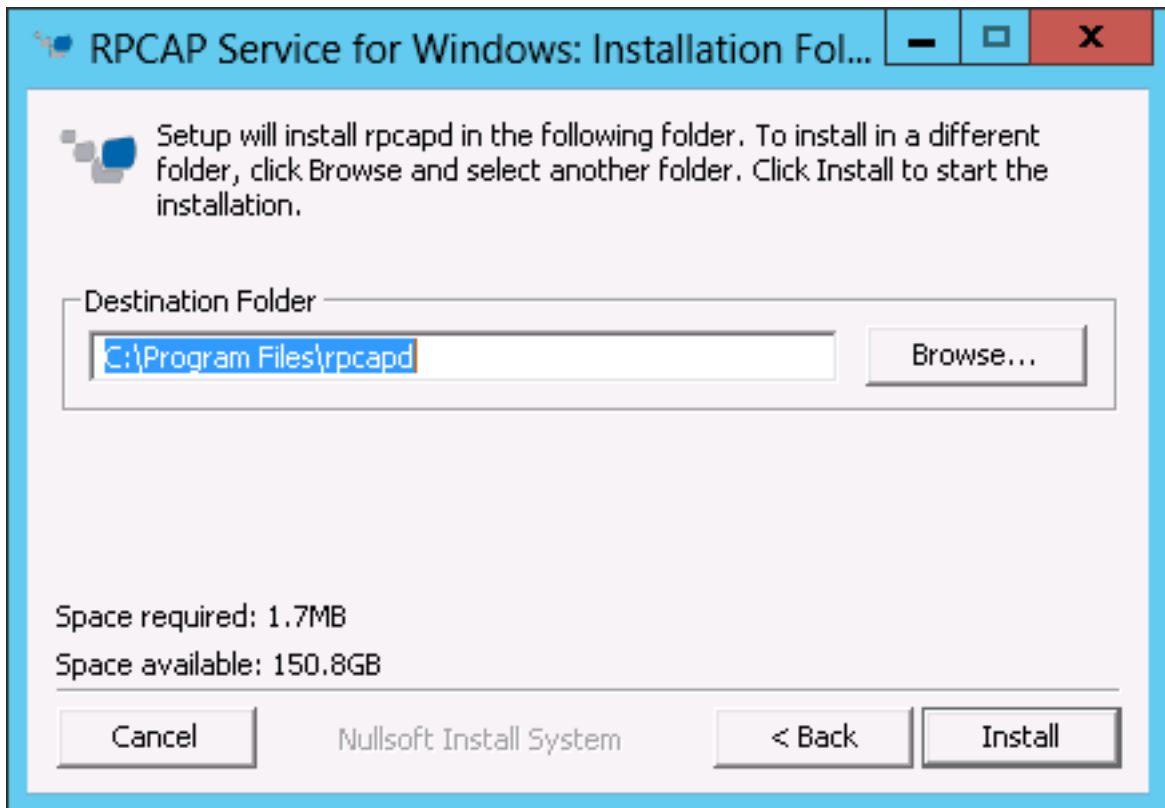 RPCAP Service for Windows: Installation Fol...
Setup will install rpcapd in the following folder. To install in a different
folder, click Browse and select another folder. Click Install to start the
installation.
Destination Folder
C:\Program Files\rpcapd
Browse...
Space required: 1.7MB
Space available: 150.8GB
Cancel
Nullsoft Install System
< Back
Install